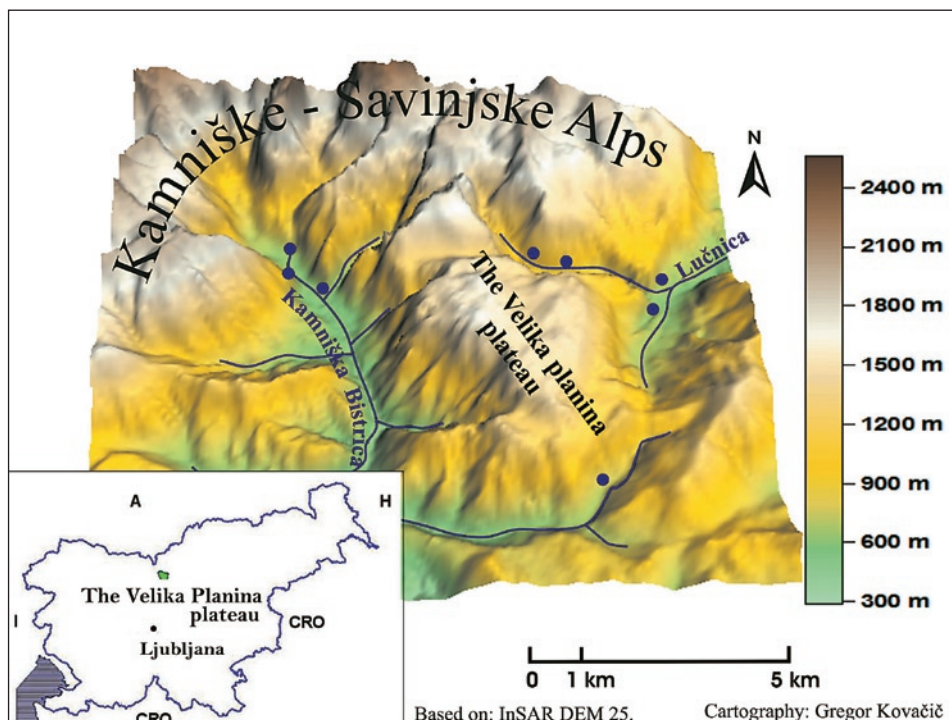 Kamniške - Savinjske Alps
N
2400 m
2100 m
1800 m
1500 m
1200 m
900 m
600 m
300 m
Lučnica
The Velika planina
plateau
Kamniška Bistrica
A
H
The Velika Planina
plateau
I
CRO
Ljubljana
CRO
0 1 km 5 km
Based on: InSAR DEM 25.
Cartography: Gregor Kovačič